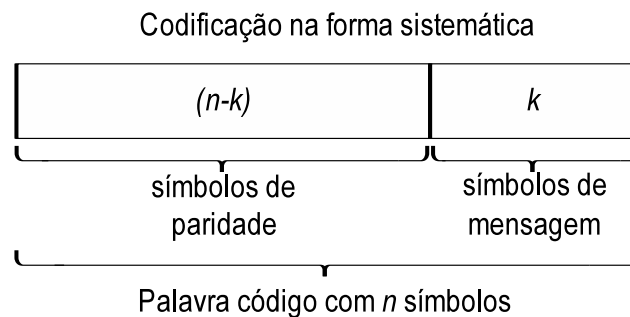 Codificação na forma sistemática
(n-k) k
símbolos de símbolos de
paridade mensagem
Palavra código com n símbolos